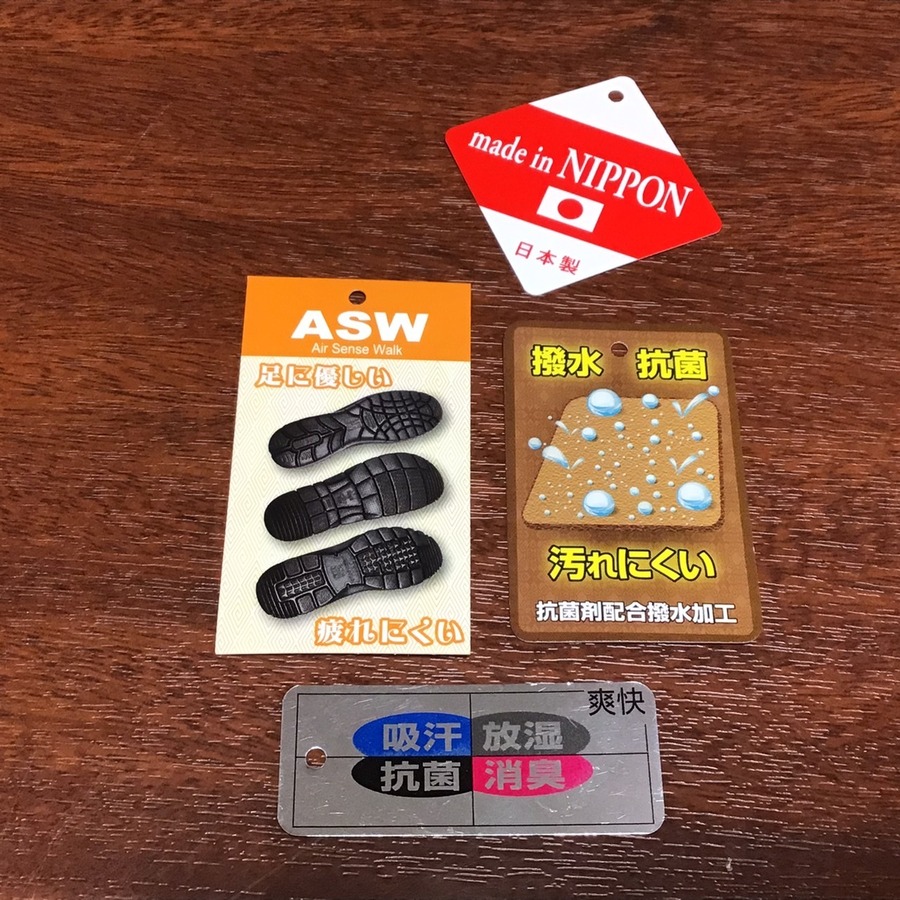 made in NIPPON
日本製
ASW
Air Sense Walk
足に優しい
疲れにくい
撥水 抗菌
汚れにくい
抗菌剤配合撥水加工
爽快
吸汗 放湿
抗菌 消臭